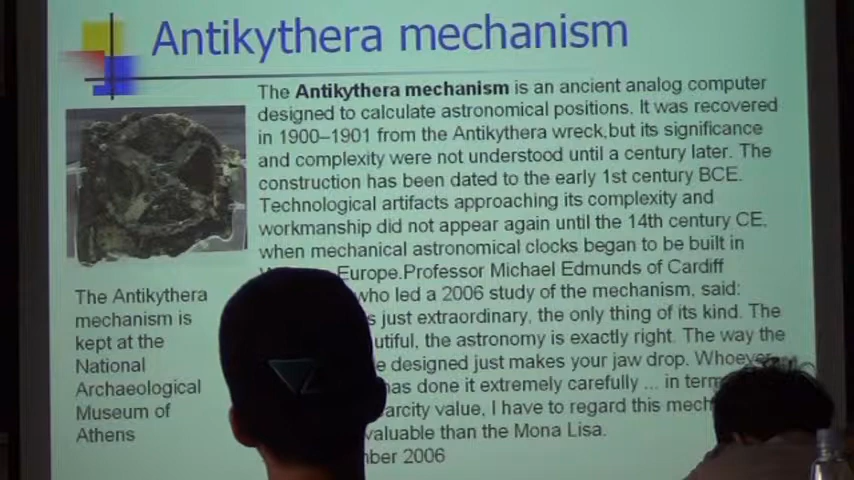 Antikythera mechanism
The Antikythera mechanism is an ancient analog computer
designed to calculate astronomical positions. It was recovered
in 1900–1901 from the Antikythera wreck,but its significance
and complexity were not understood until a century later. The
construction has been dated to the early 1st century BCE.
Technological artifacts approaching its complexity and
workmanship did not appear again until the 14th century CE,
when mechanical astronomical clocks began to be built in
Europe.Professor Michael Edmunds of Cardiff
who led a 2006 study of the mechanism, said:
just extraordinary, the only thing of its kind. The
the astronomy is exactly right. The way the
designed just makes your jaw drop. Whoever
has done it extremely carefully ... in
value, I have to regard this
valuable than the Mona Lisa.
2006
The Antikythera
mechanism is
kept at the
National
Archaeological
Museum of
Athens